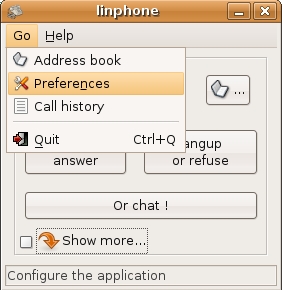 linphone
Go Help
Address book
...
Preferences
Call history
Quit Ctrl+Q
angup
answer or refuse
Or chat !
Show more...
Configure the application